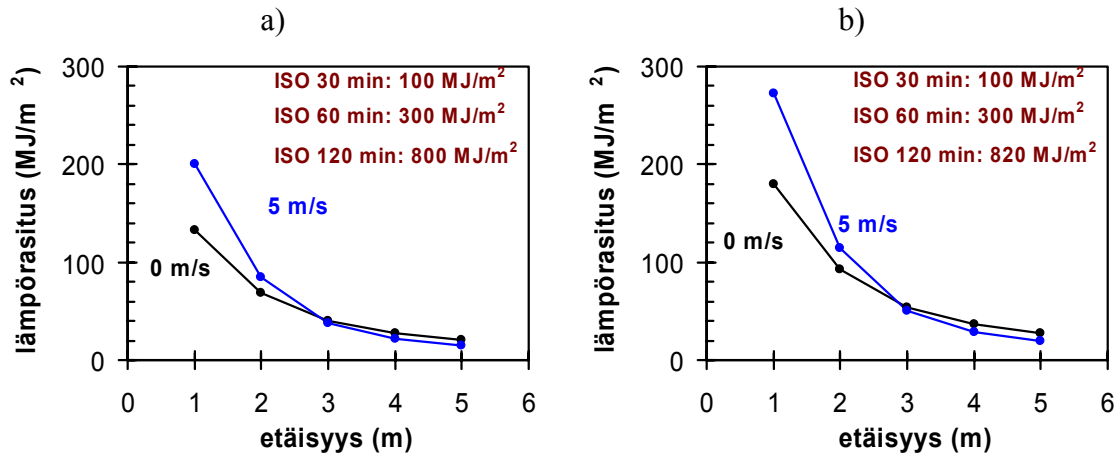 a)
300
200
100
0
lämpörasitus (MJ/m ²)
ISO 30 min: 100 MJ/m²
ISO 60 min: 300 MJ/m²
ISO 120 min: 800 MJ/m²
5 m/s
0 m/s
0 1 2 3 4 5 6
etäisyys (m)
b)
300
200
100
0
lämpörasitus (MJ/m ²)
ISO 30 min: 100 MJ/m²
ISO 60 min: 300 MJ/m²
ISO 120 min: 820 MJ/m²
5 m/s
0 m/s
0 1 2 3 4 5 6
etäisyys (m)